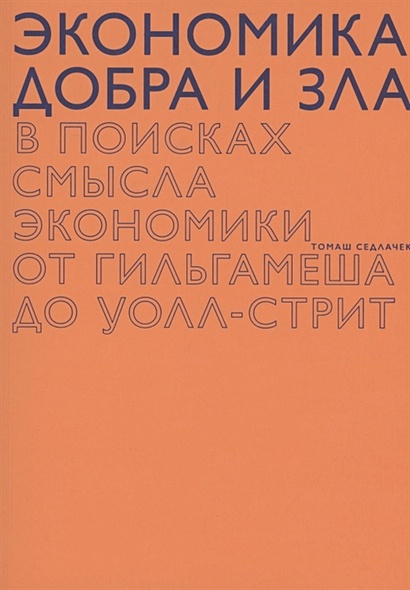 ЭКОНОМИКА
ДОБРА И ЗЛА
В ПОИСКАХ
СМЫСЛА
ЭКОНОМИКИ
ТОМАШ СЕДЛАЧЕК
ОТ ГИЛЬГАМЕША
ДО УОЛЛ-СТРИТ